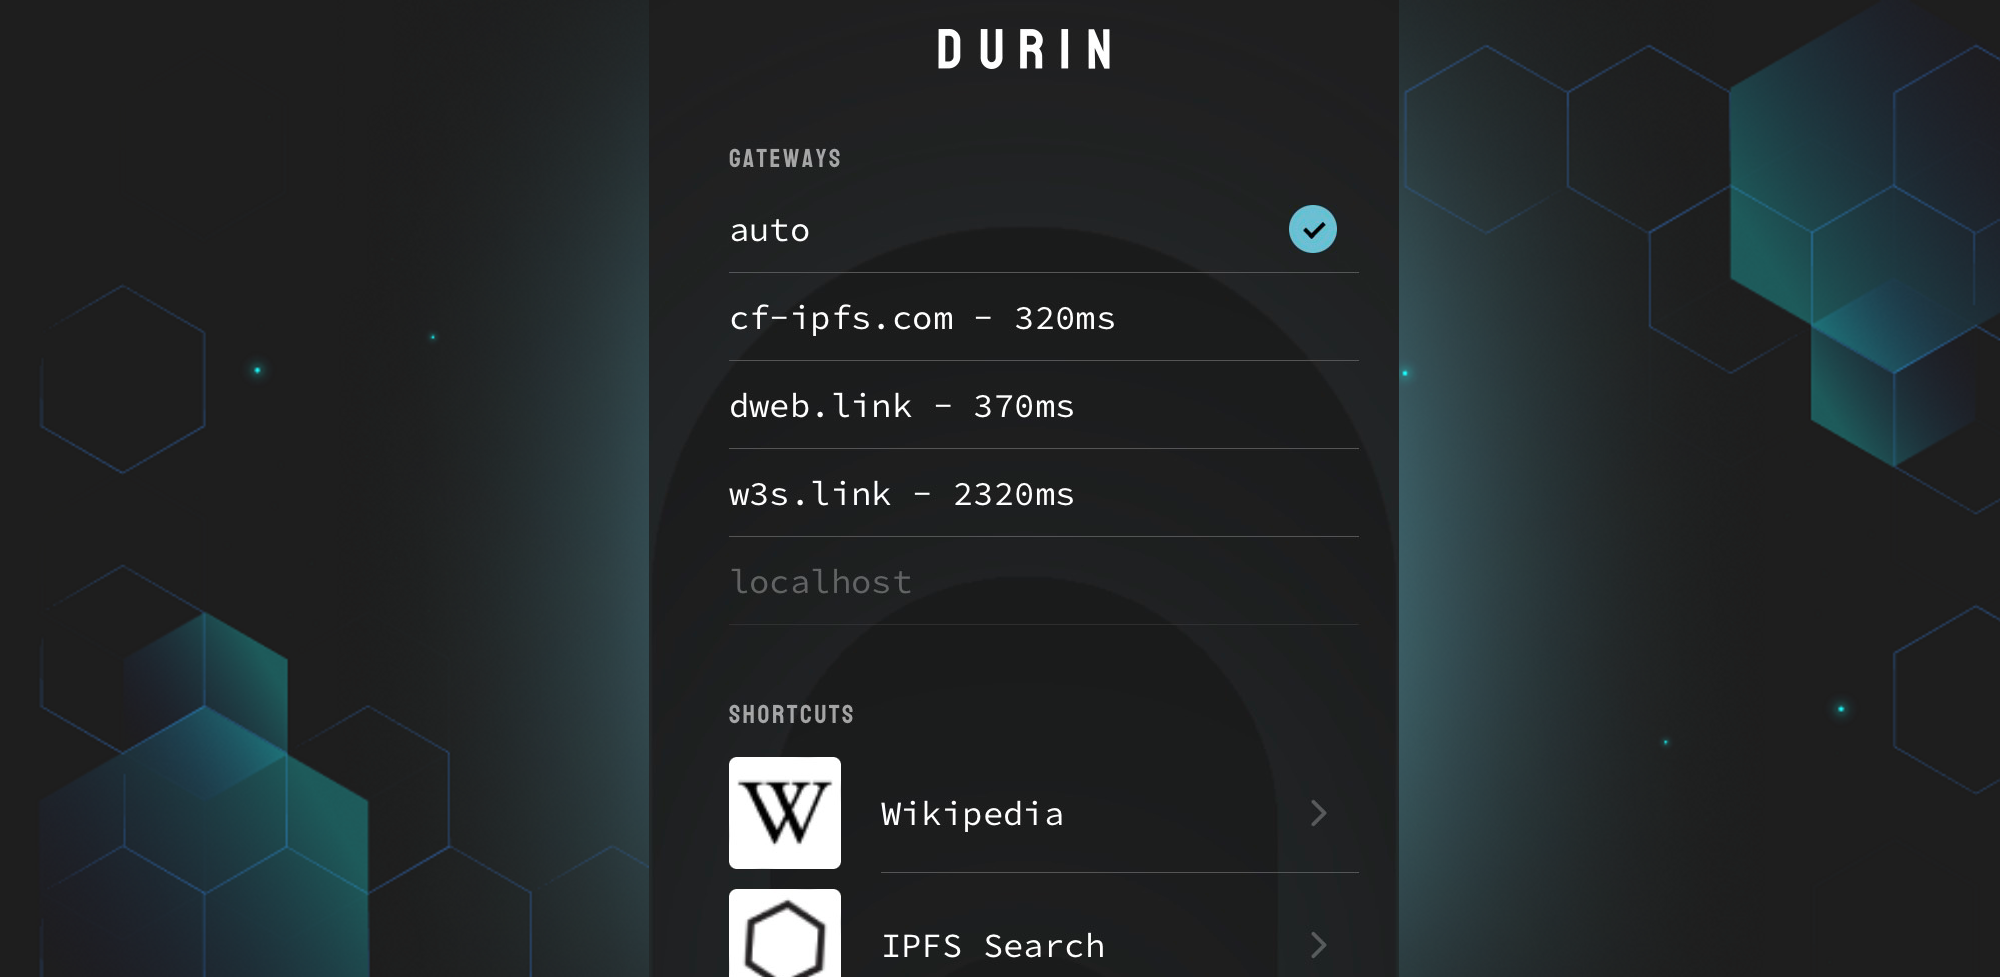 DURIN
GATEWAYS
auto
cf-ipfs.com - 320ms
dweb.link - 370ms
w3s.link - 2320ms
localhost
SHORTCUTS
W
Wikipedia
IPFS Search